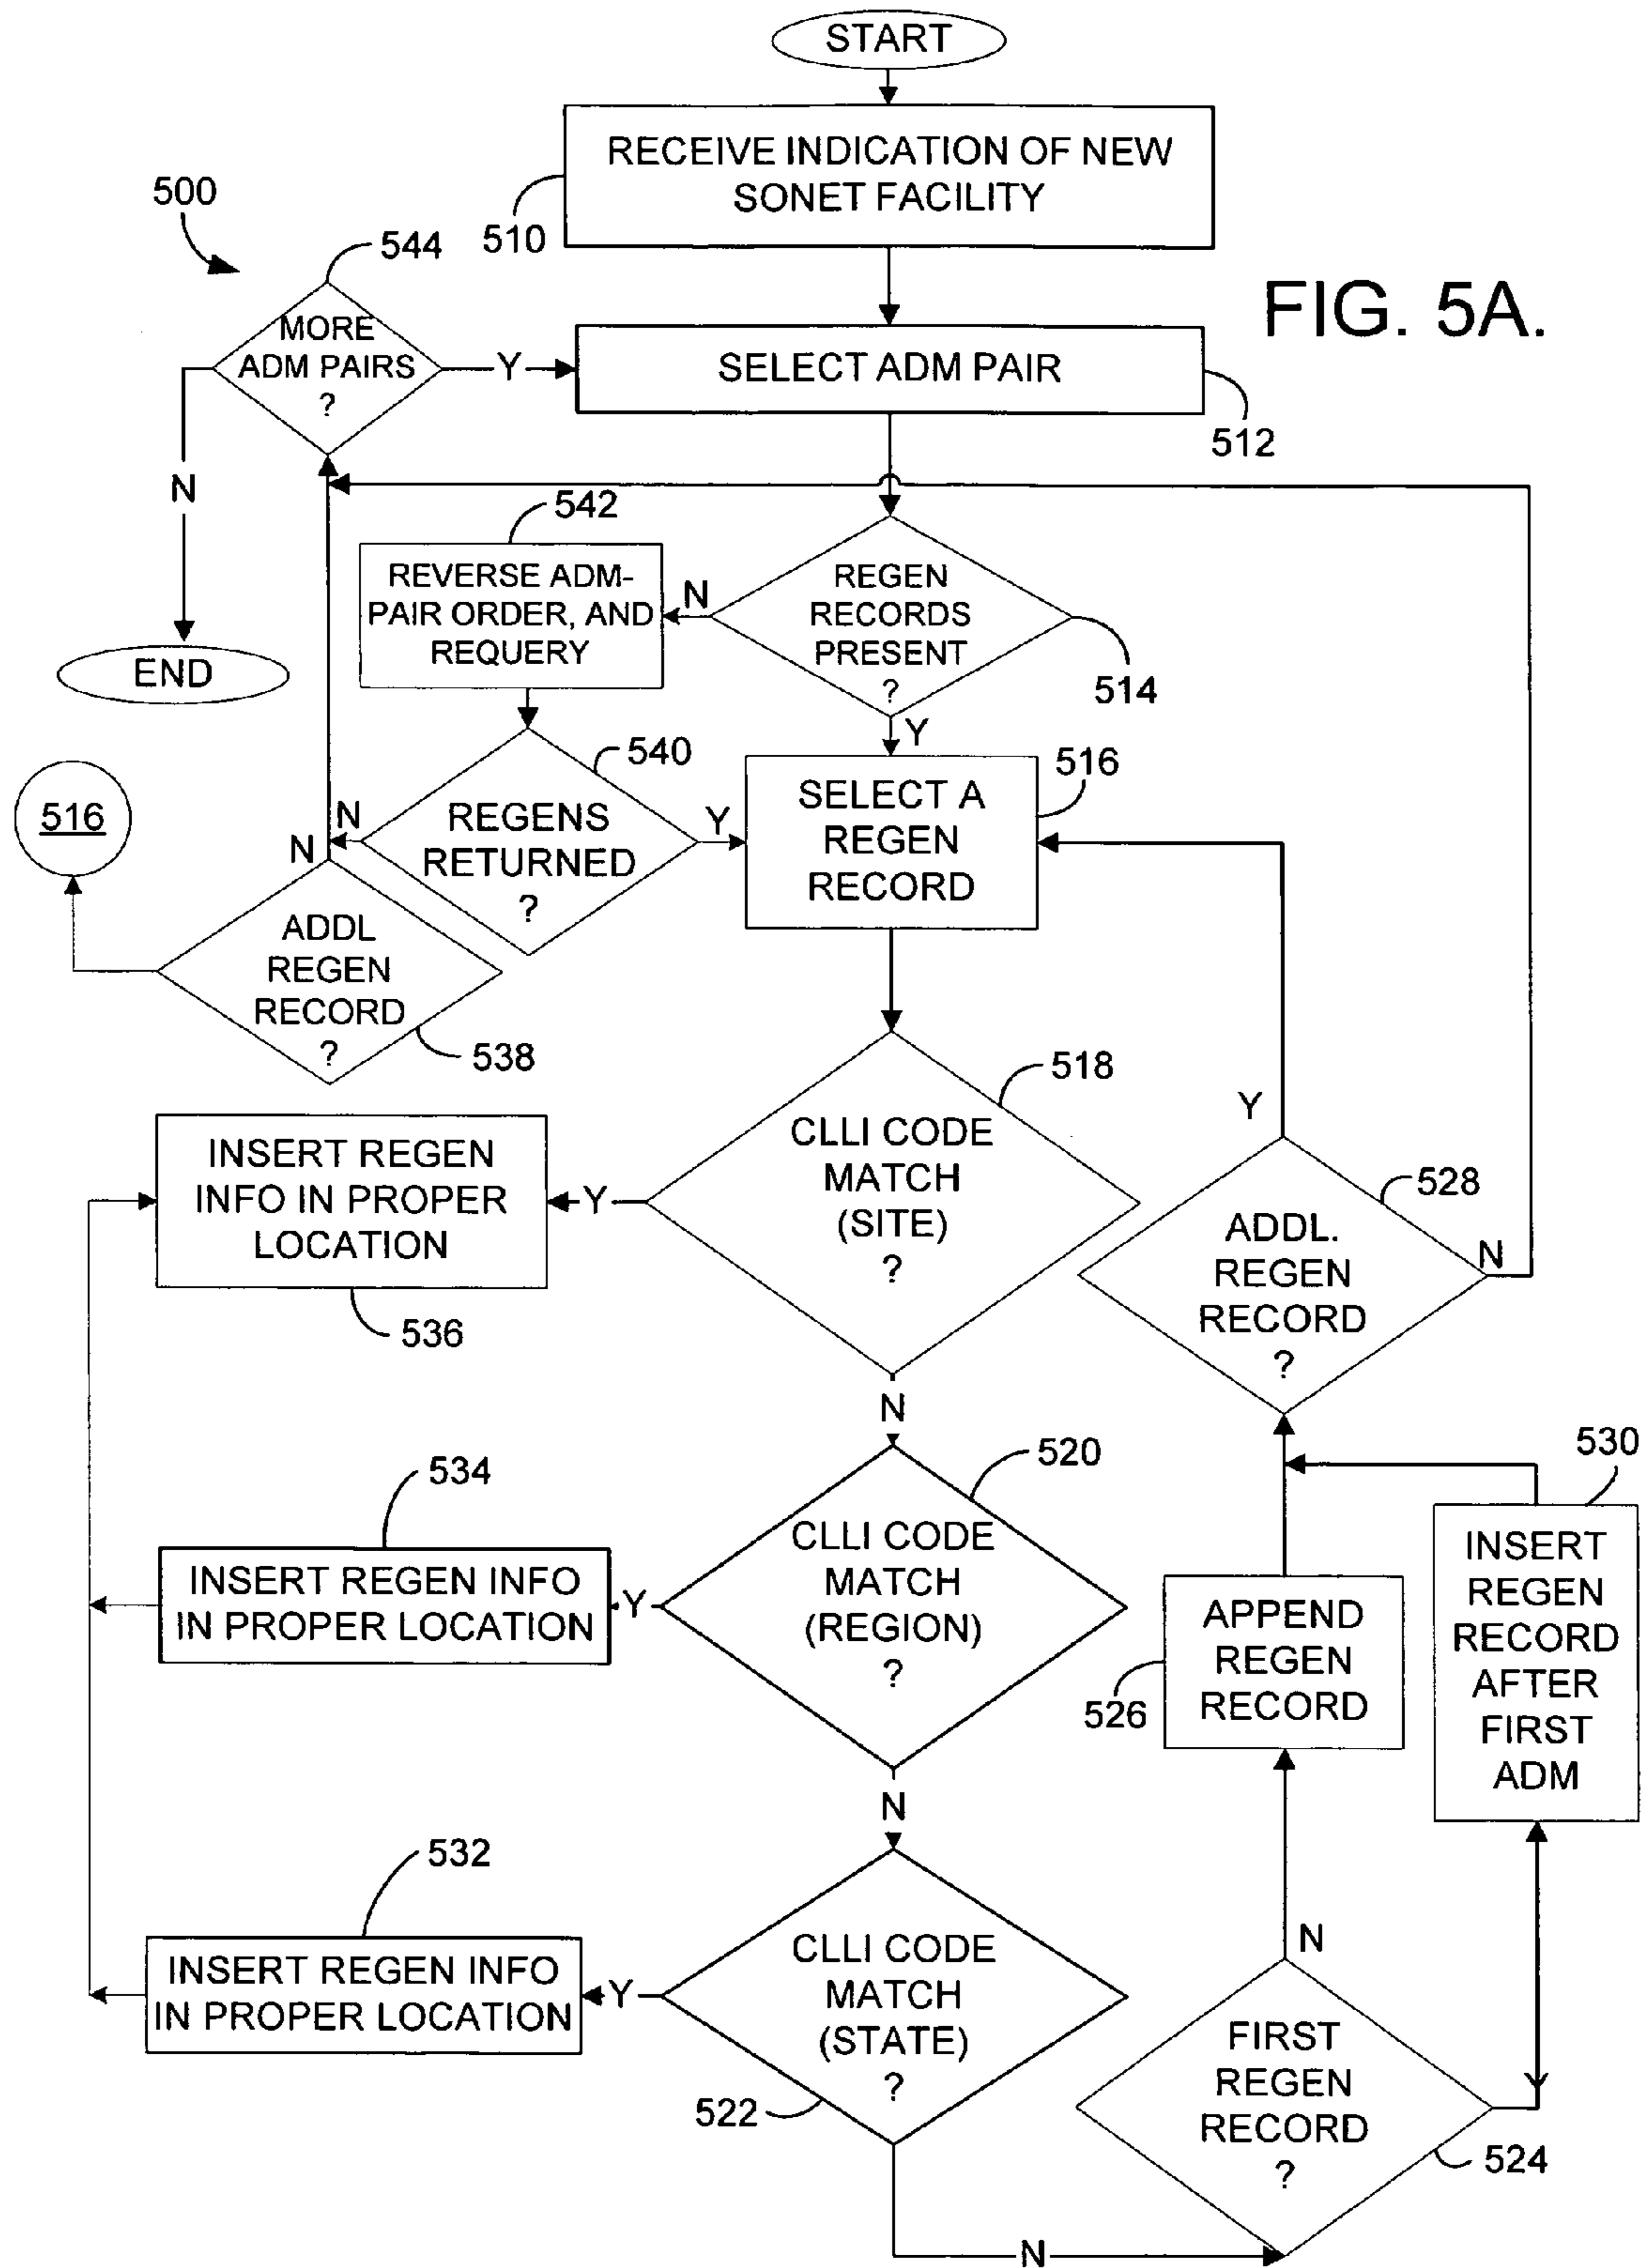 START
RECEIVE INDICATION OF NEW
SONET FACILITY
510
500
544
FIG. 5A.
MORE
ADM PAIRS
?
Y
SELECT ADM PAIR
512
N
542
REVERSE ADM-
PAIR ORDER, AND
REQUERY
N
REGEN
RECORDS
PRESENT
?
514
END
Y
540
516
516
N
REGENS
RETURNED
?
Y
SELECT A
REGEN
RECORD
N
ADDL
REGEN
RECORD
?
538
518
CLLI CODE
MATCH
(SITE)
?
Y
INSERT REGEN
INFO IN PROPER
LOCATION
Y
536
528
ADDL.
REGEN
RECORD
?
N
N
520
530
534
CLLI CODE
MATCH
(REGION)
?
INSERT REGEN INFO
IN PROPER LOCATION
Y
INSERT
REGEN
RECORD
AFTER
FIRST
ADM
APPEND
REGEN
RECORD
526
N
532
CLLI CODE
MATCH
(STATE)
?
INSERT REGEN INFO
IN PROPER LOCATION
Y
N
FIRST
REGEN
RECORD
?
Y
522
524
N